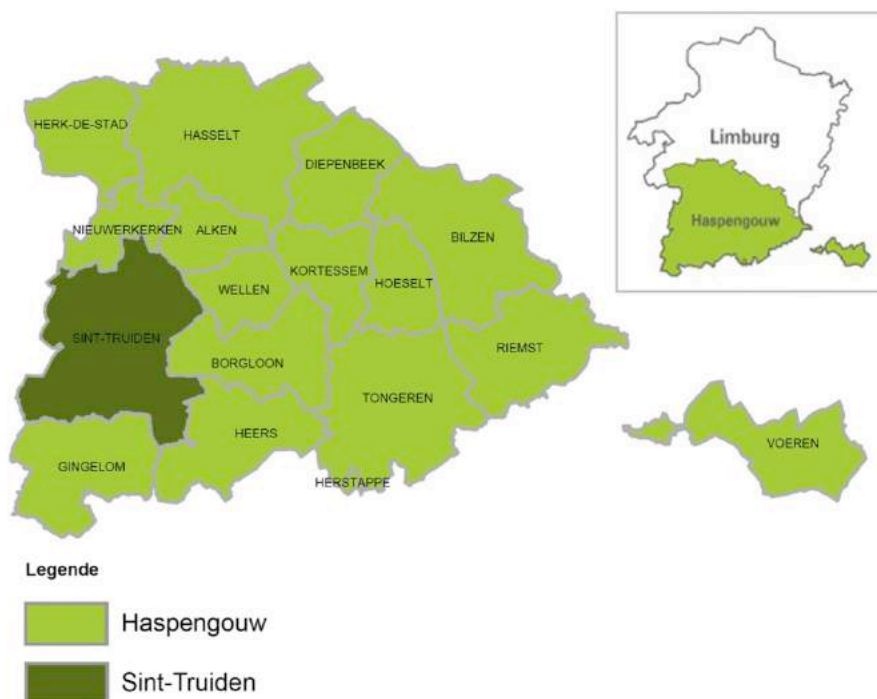 HERK-DE-STAD
HASSELT
DIEPENBEEK
NIEUWERKERKEN
ALKEN
BILZEN
KORTESSEM
HOESELT
WELLEN
SINT-TRUIDEN
RIEMST
BORGLOON
TONGEREN
HEERS
GINGELOM
HERSTAPPE
VOEREN
Limburg
Haspengouw
Legende
Haspengouw
Sint-Truiden